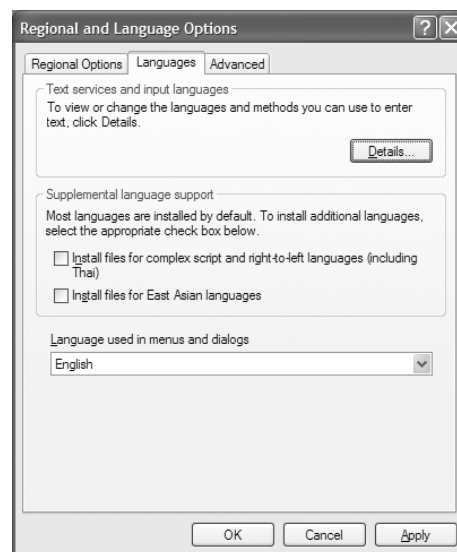 Regional and Language Options
Regional Options Languages Advanced
Text services and input languages
To view or change the languages and methods you can use to enter
text, click Details.
Details...
Supplemental language support
Most languages are installed by default. To install additional languages,
select the appropriate check box below.
Install files for complex script and right-to-left languages (including
Thai)
Install files for East Asian languages
Language used in menus and dialogs
English
OK Cancel Apply